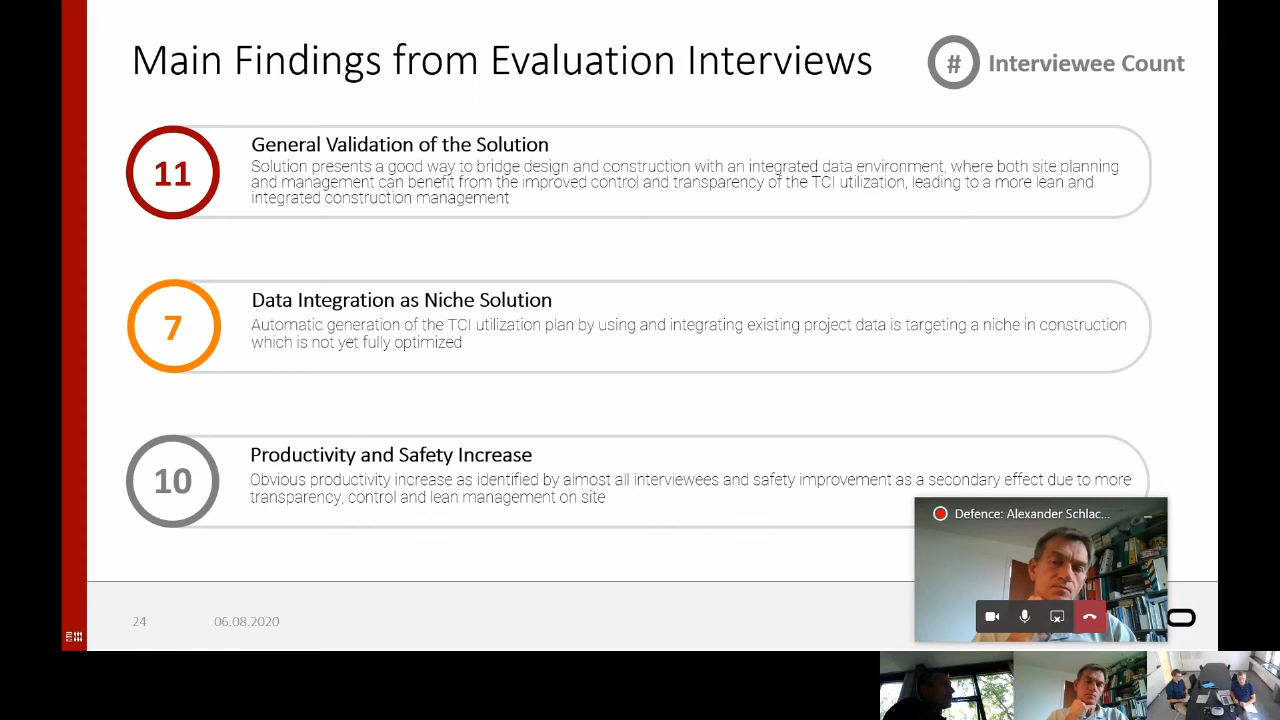 Main Findings from Evaluation Interviews
# Interviewee Count
11
General Validation of the Solution
Solution presents a good way to bridge design and construction with an integrated data environment, where both site planning
and management can benefit from the improved control and transparency of the TCI utilization, leading to a more lean and
integrated construction management
7
Data Integration as Niche Solution
Automatic generation of the TCI utilization plan by using and integrating existing project data is targeting a niche in construction
which is not yet fully optimized
10
Productivity and Safety Increase
Obvious productivity increase as identified by almost all interviewees and safety improvement as a secondary effect due to more
transparency, control and lean management on site
Defence: Alexander Schlac...
24
06.08.2020